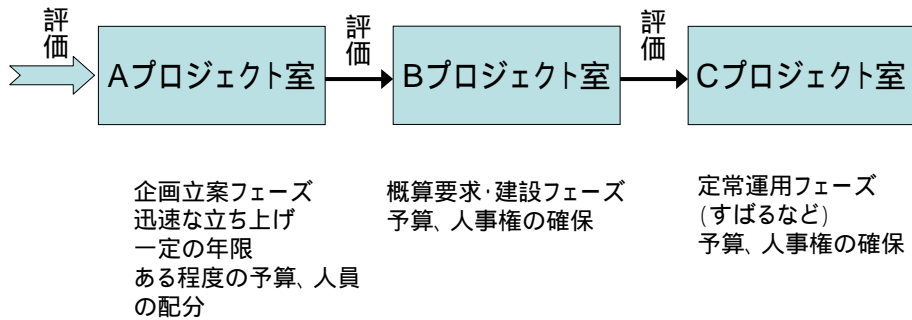 評価
評価
評価
Aプロジェクト室
Bプロジェクト室
Cプロジェクト室
企画立案フェーズ
迅速な立ち上げ
一定の年限
ある程度の予算、人員
の配分
概算要求・建設フェーズ
予算、人事権の確保
定常運用フェーズ
(すばるなど)
予算、人事権の確保